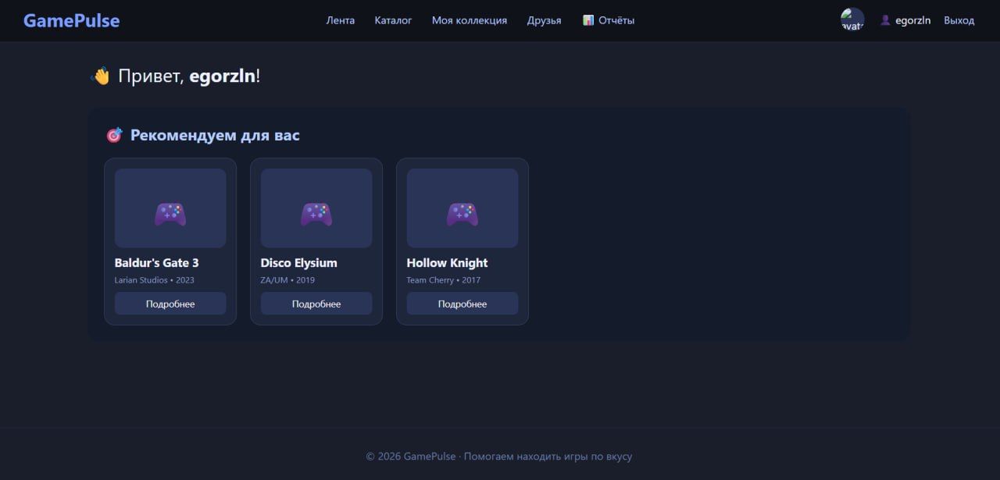 GamePulse Лента Каталог Моя коллекция Друзья 📊 Отчёты avata 👤 egorzln Выход
👋 Привет, egorzln!
🎯 Рекомендуем для вас
Baldur's Gate 3
Larian Studios • 2023
Подробнее
Disco Elysium
ZA/UM • 2019
Подробнее
Hollow Knight
Team Cherry • 2017
Подробнее
© 2026 GamePulse · Помогаем находить игры по вкусу